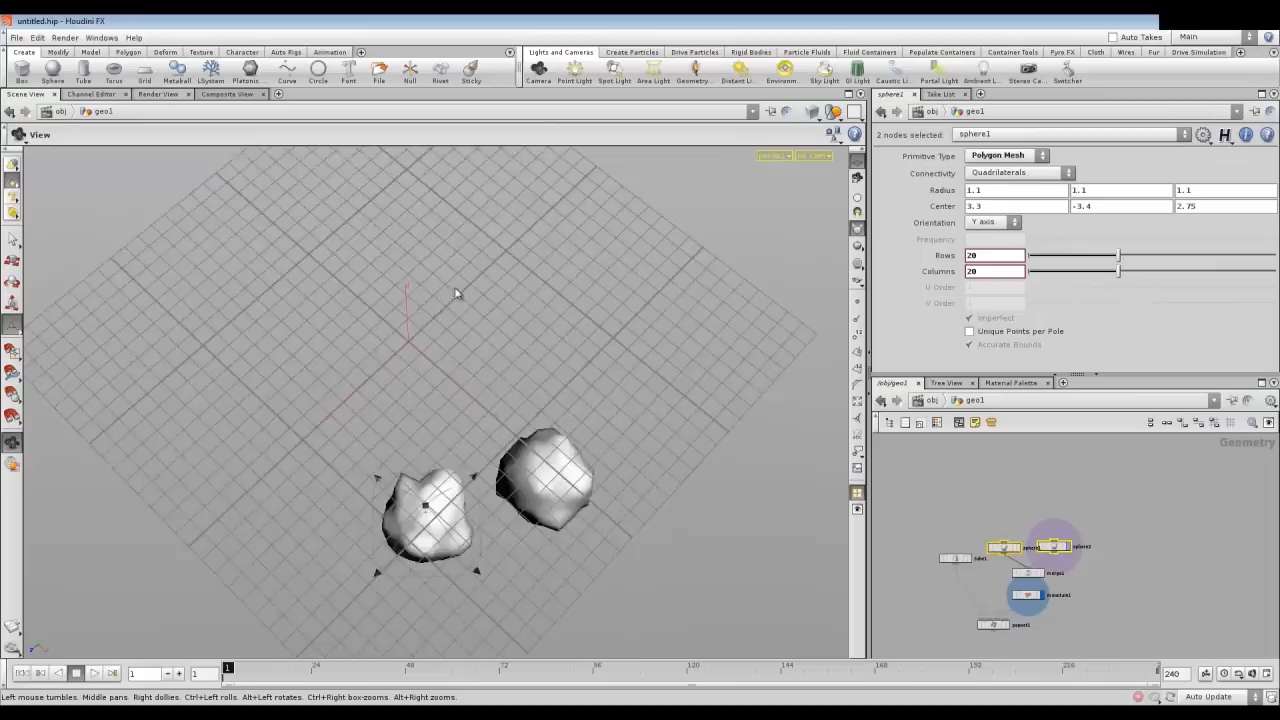 untitled.hip - Houdini FX
File Edit Render Windows Help
Auto Takes Main
Create Modify Model Polygon Deform Texture Character Auto Rigs Animation
Lights and Cameras Create Particles Drive Particles Rigid Bodies Particle Fluids Fluid Containers Populate Containers Container Tools Pyro FX Cloth Wires Fur Drive Simulation
Box Sphere Tube Torus Grid Metaball LSystem Platonic... Curve Circle Font File Null Rivet Sticky
Camera Point Light Spot Light Area Light Geometry... Distant Li... Environm... Sky Light GI Light Caustic Li... Portal Light Ambient L... Stereo Ca... Switcher
Scene View Channel Editor Render View Composite View
sphere1 Take List
obj geo1
obj geo1
View
2 nodes selected: sphere1
Primitive Type Polygon Mesh
Connectivity Quadrilaterals
Radius 1.1 1.1 1.1
Center 3.3 -3.4 2.75
Orientation Y axis
Frequency
Rows 20
Columns 20
U Order
V Order
Imperfect
Unique Points per Pole
Accurate Bounds
/obj/geo1 Tree View Material Palette
obj geo1
Geometry
sphere2
tube1
merge1
mountain1
1 1 1 24 48 72 96 120 144 168 192 216 2 240
Left mouse tumbles. Middle pans. Right dollies. Ctrl+Left rolls. Alt+Left rotates. Ctrl+Right box-zooms. Alt+Right zooms.
Auto Update